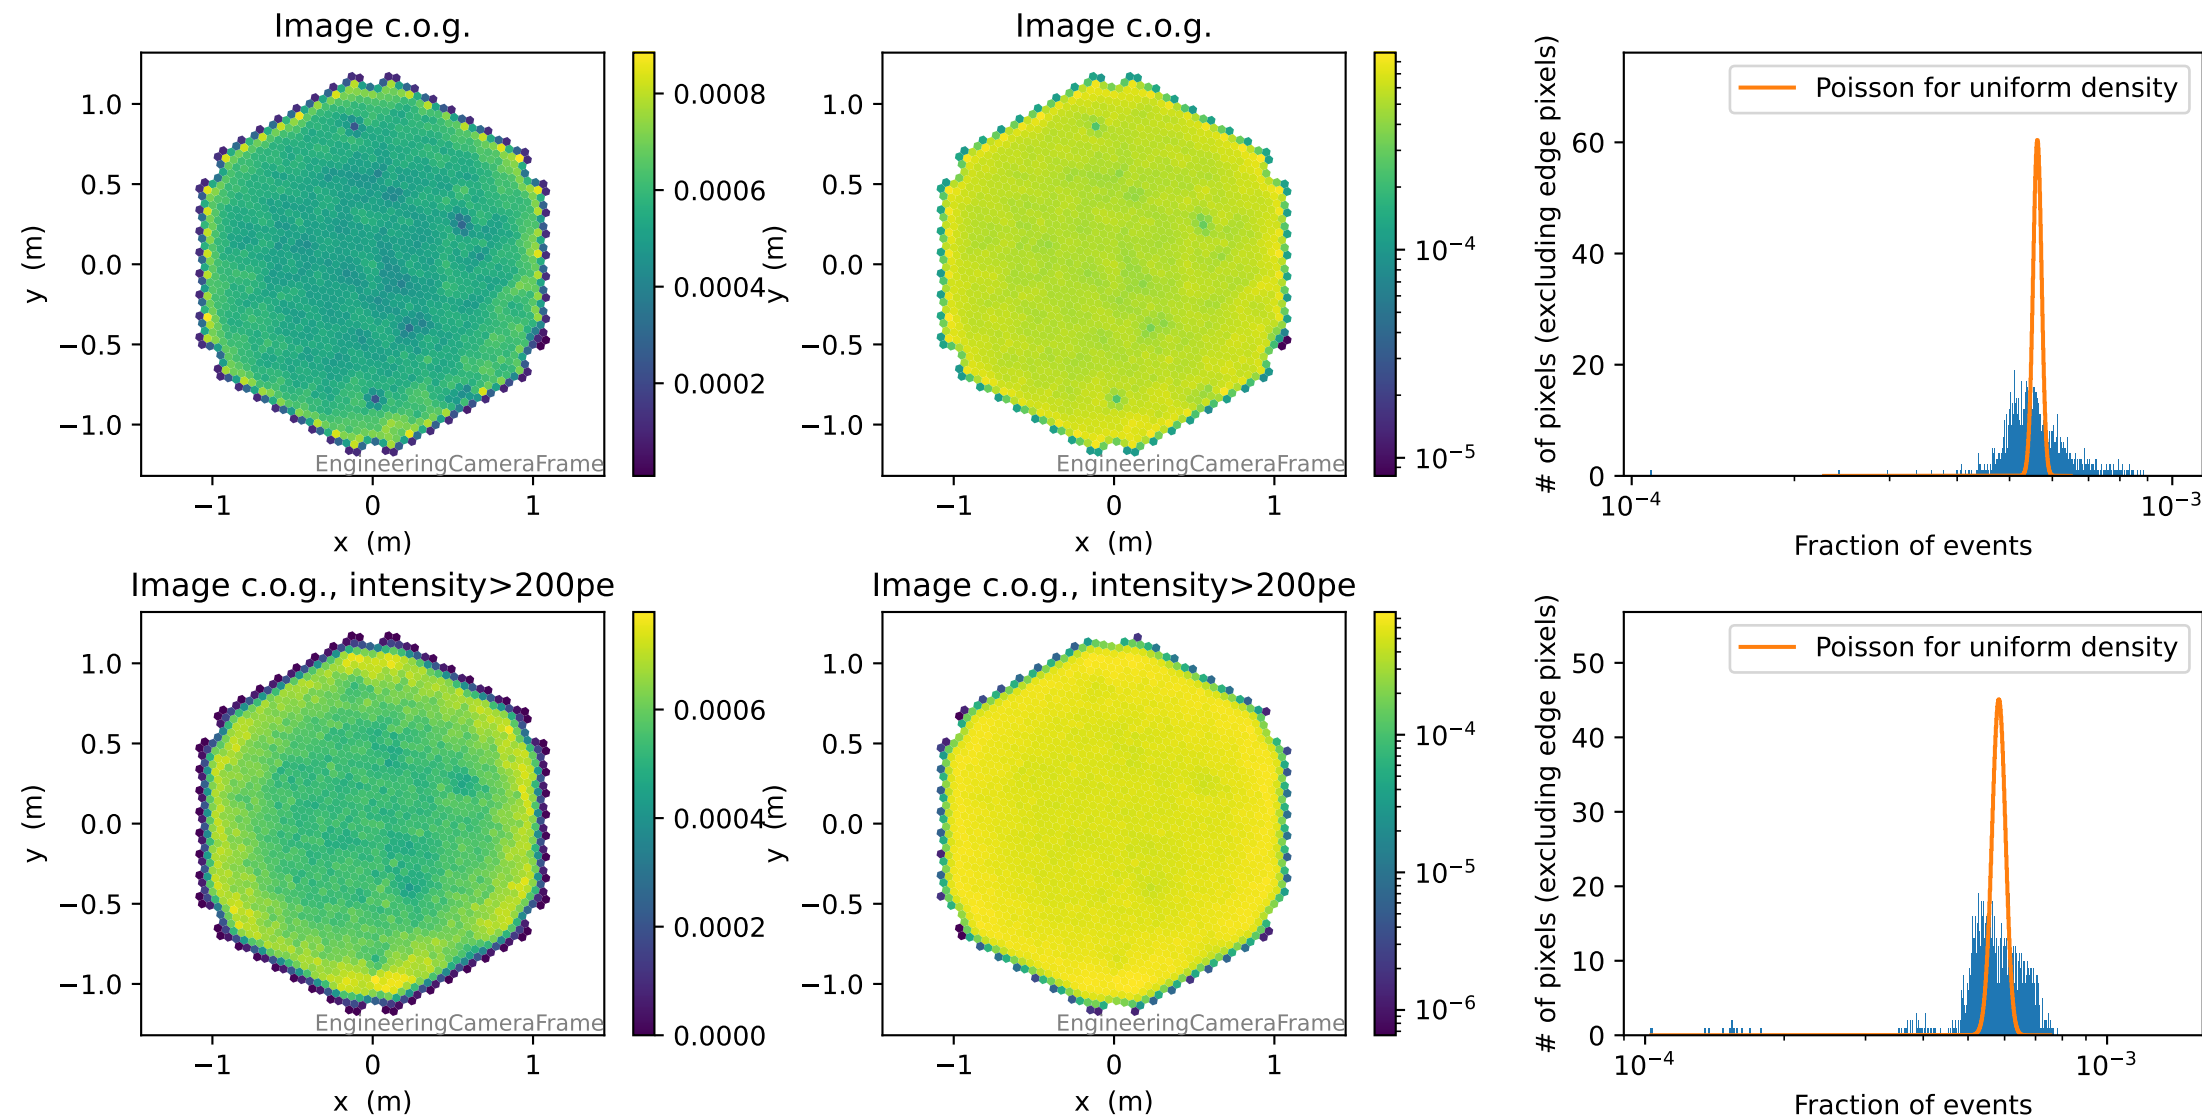 Image c.o.g.
1.0
0.5
0.0
−0.5
−1.0
y (m)
−1
0
1
x (m)
EngineeringCameraFrame
0.0008
0.0006
0.0004
0.0002
Image c.o.g.
1.0
0.5
0.0
−0.5
−1.0
y (m)
−1
0
1
x (m)
EngineeringCameraFrame
10⁻⁴
10⁻⁵
Poisson for uniform density
# of pixels (excluding edge pixels)
60
40
20
0
10⁻⁴
10⁻³
Fraction of events
Image c.o.g., intensity>200pe
1.0
0.5
0.0
−0.5
−1.0
y (m)
−1
0
1
x (m)
EngineeringCameraFrame
0.0006
0.0004
0.0002
0.0000
Image c.o.g., intensity>200pe
1.0
0.5
0.0
−0.5
−1.0
y (m)
−1
0
1
x (m)
EngineeringCameraFrame
10⁻⁴
10⁻⁵
10⁻⁶
Poisson for uniform density
# of pixels (excluding edge pixels)
50
40
30
20
10
0
10⁻⁴
10⁻³
Fraction of events